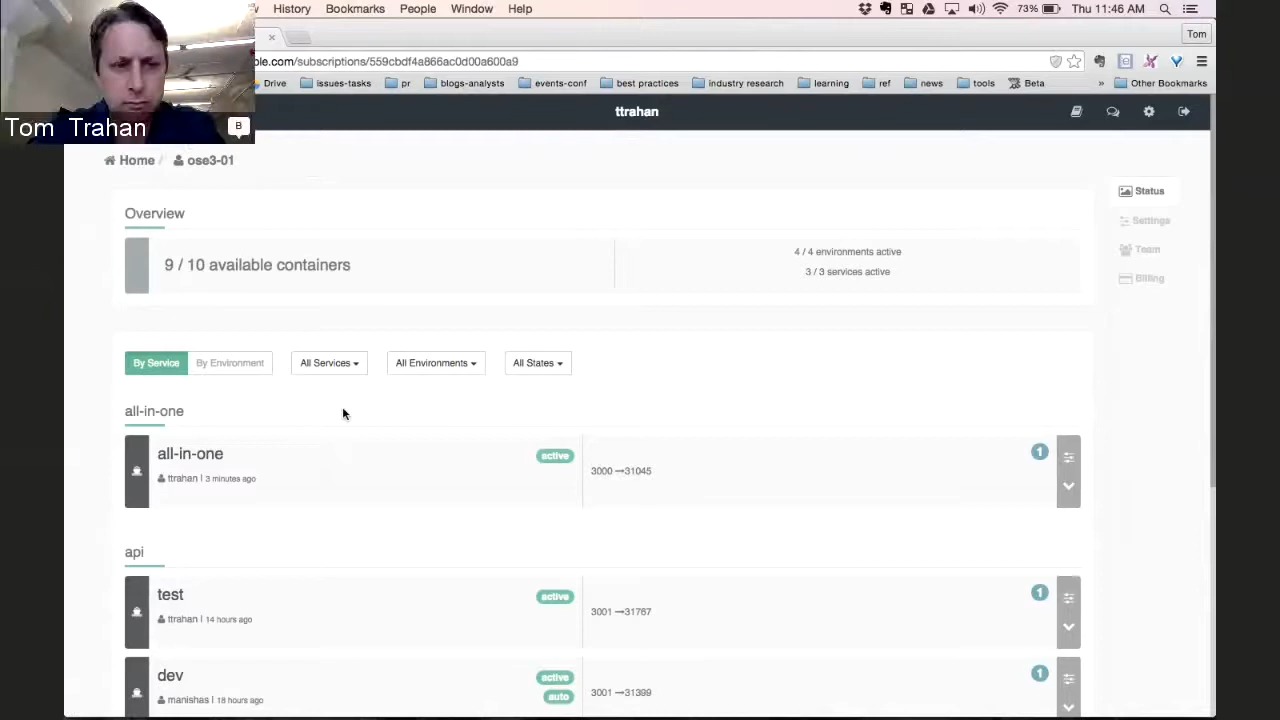 History Bookmarks People Window Help 73% Thu 11:46 AM
Tom
ble.com/subscriptions/559cbdf4a866ac0d00a600a9
Drive issues-tasks pr blogs-analysts events-conf best practices industry research learning ref news tools Beta » Other Bookmarks
ttrahan
Tom Trahan
B
Home / ose3-01
Status
Settings
Team
Billing
Overview
9 / 10 available containers
4 / 4 environments active
3 / 3 services active
By Service By Environment All Services All Environments All States
all-in-one
all-in-one active 3000 →31045 1
ttrahan | 3 minutes ago
api
test active 3001 →31767 1
ttrahan | 14 hours ago
dev active 3001 →31399 1
manishas | 18 hours ago auto